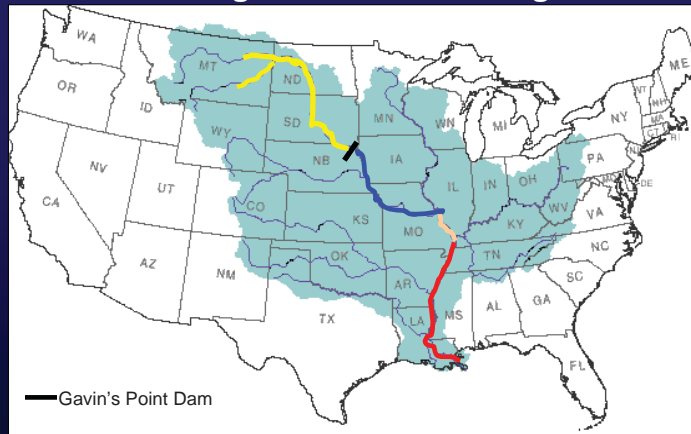 WA
MT
ND
MN
ME
OR
ID
SD
WN
MI
NY
VT
NH
MA
CT
RI
WY
IA
PA
NB
NV
UT
CO
IL
IN
OH
DE
WV
VA
CA
KS
MO
KY
NC
TN
OK
AZ
NM
AR
SC
TX
LA
MS
AL
GA
FL
Gavin's Point Dam